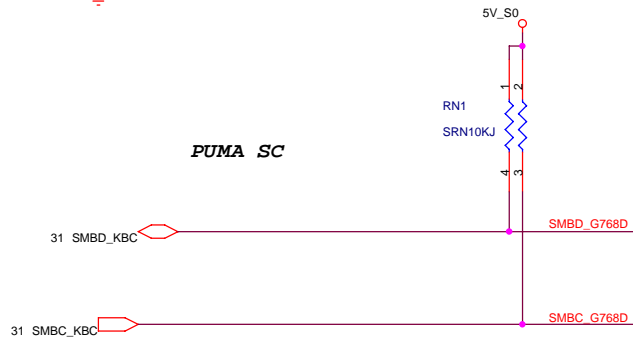 5V_S0
1
2
RN1
SRN10KJ
PUMA SC
4
3
SMBD_G768D
31 SMBD_KBC
SMBC_G768D
31 SMBC_KBC